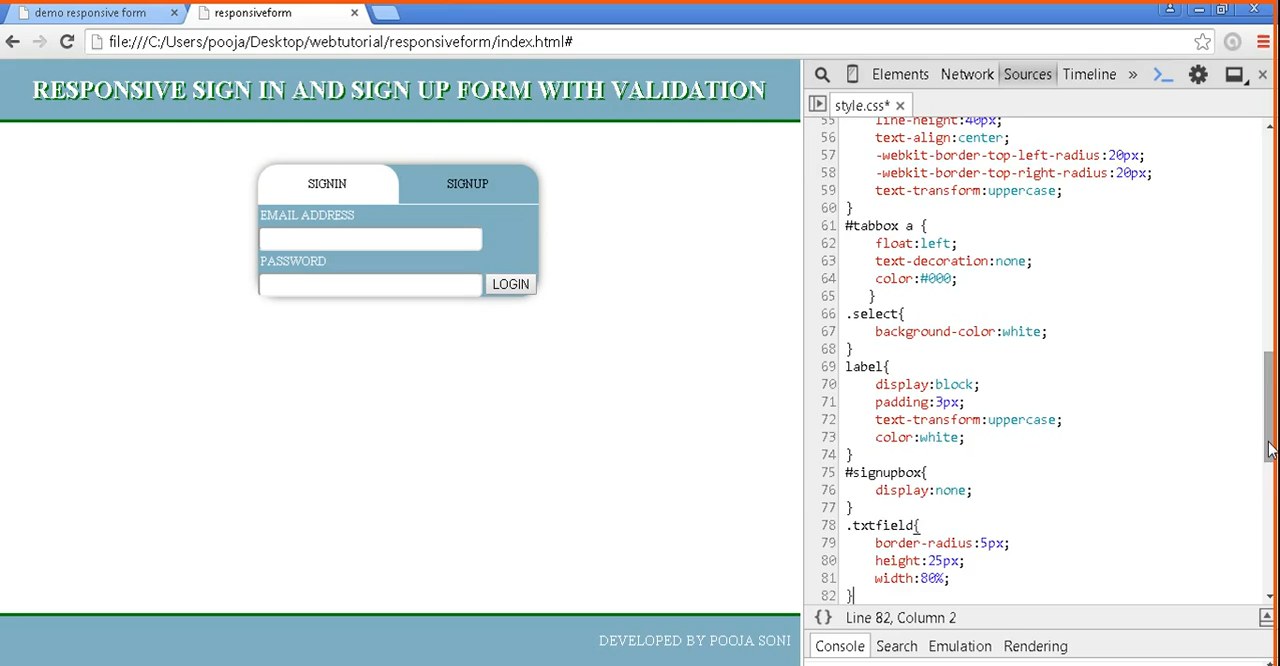 demo responsive form
responsiveform
file:///C:/Users/pooja/Desktop/webtutorial/responsiveform/index.html#
RESPONSIVE SIGN IN AND SIGN UP FORM WITH VALIDATION
SIGNIN SIGNUP
EMAIL ADDRESS
PASSWORD
LOGIN
DEVELOPED BY POOJA SONI
Elements Network Sources Timeline »
style.css*
55 line-height:40px;
56 text-align:center;
57 -webkit-border-top-left-radius:20px;
58 -webkit-border-top-right-radius:20px;
59 text-transform:uppercase;
60 }
61 #tabbox a {
62 float:left;
63 text-decoration:none;
64 color:#000;
65 }
66 .select{
67 background-color:white;
68 }
69 label{
70 display:block;
71 padding:3px;
72 text-transform:uppercase;
73 color:white;
74 }
75 #signupbox{
76 display:none;
77 }
78 .txtfield{
79 border-radius:5px;
80 height:25px;
81 width:80%;
82 }
{} Line 82, Column 2
Console Search Emulation Rendering